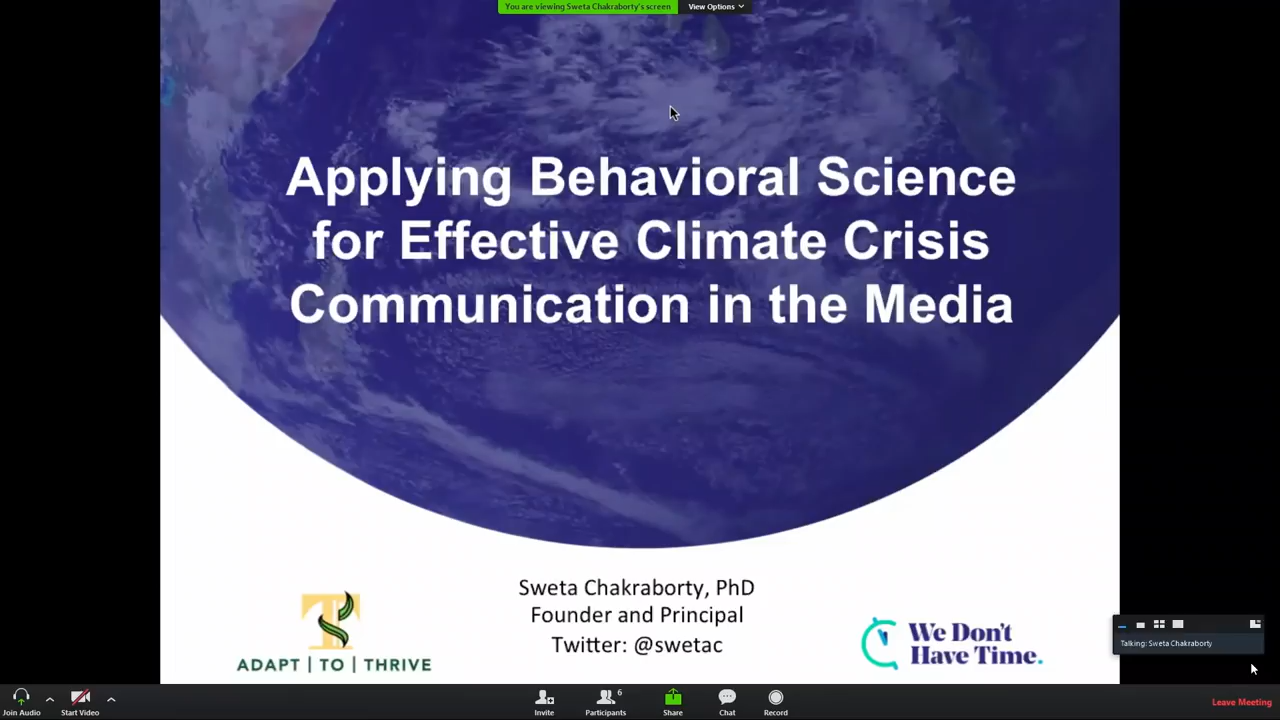 You are viewing Sweta Chakraborty's screen
View Options
Applying Behavioral Science
for Effective Climate Crisis
Communication in the Media
Sweta Chakraborty, PhD
Founder and Principal
Twitter: @swetac
ADAPT | TO | THRIVE
We Don't
Have Time.
Talking: Sweta Chakraborty
Join Audio
Start Video
Invite
Participants
6
Share
Chat
Record
Leave Meeting